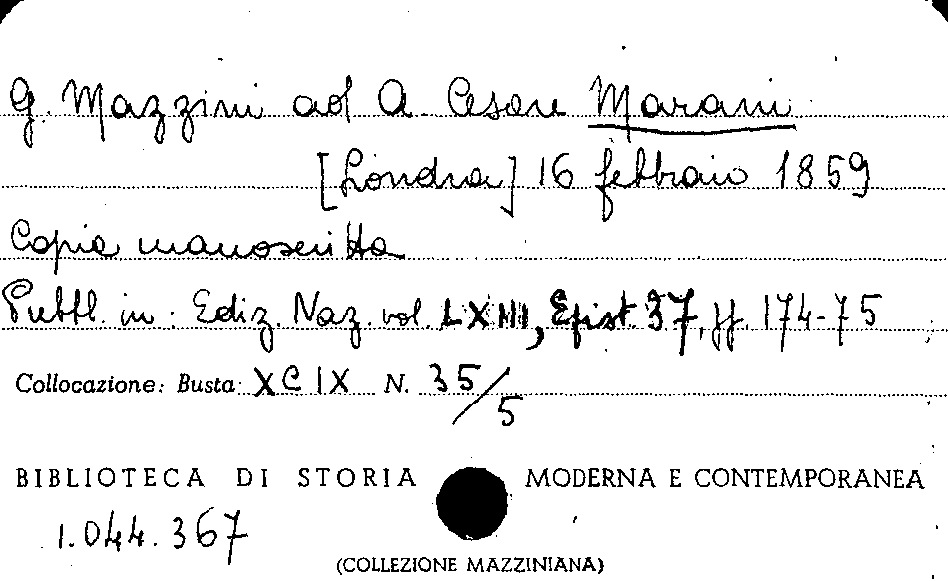 G. Mazzini ad A. Cesare Marani
[Londra] 16 febbraio 1859
Copia manoscritta
Pubbl. in: Ediz. Naz. vol. LXIII, Epist. 37, pp. 174-75
Collocazione: Busta XCIX N. 35/5
BIBLIOTECA DI STORIA MODERNA E CONTEMPORANEA
1.044.367
(COLLEZIONE MAZZINIANA)